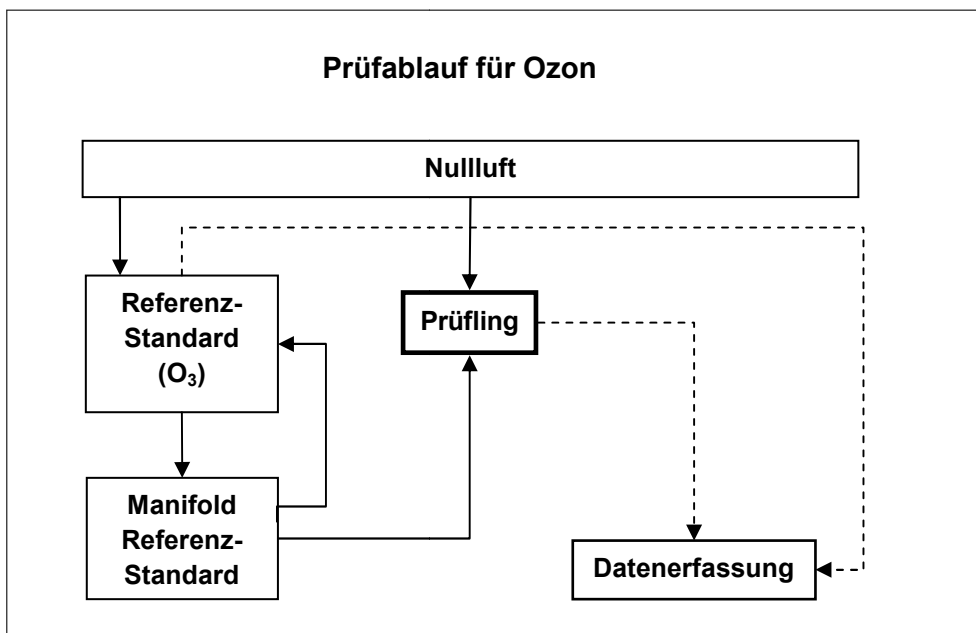 Prüfablauf für Ozon
Nullluft
Referenz-
Standard
(O₃)
Prüfling
Manifold
Referenz-
Standard
Datenerfassung